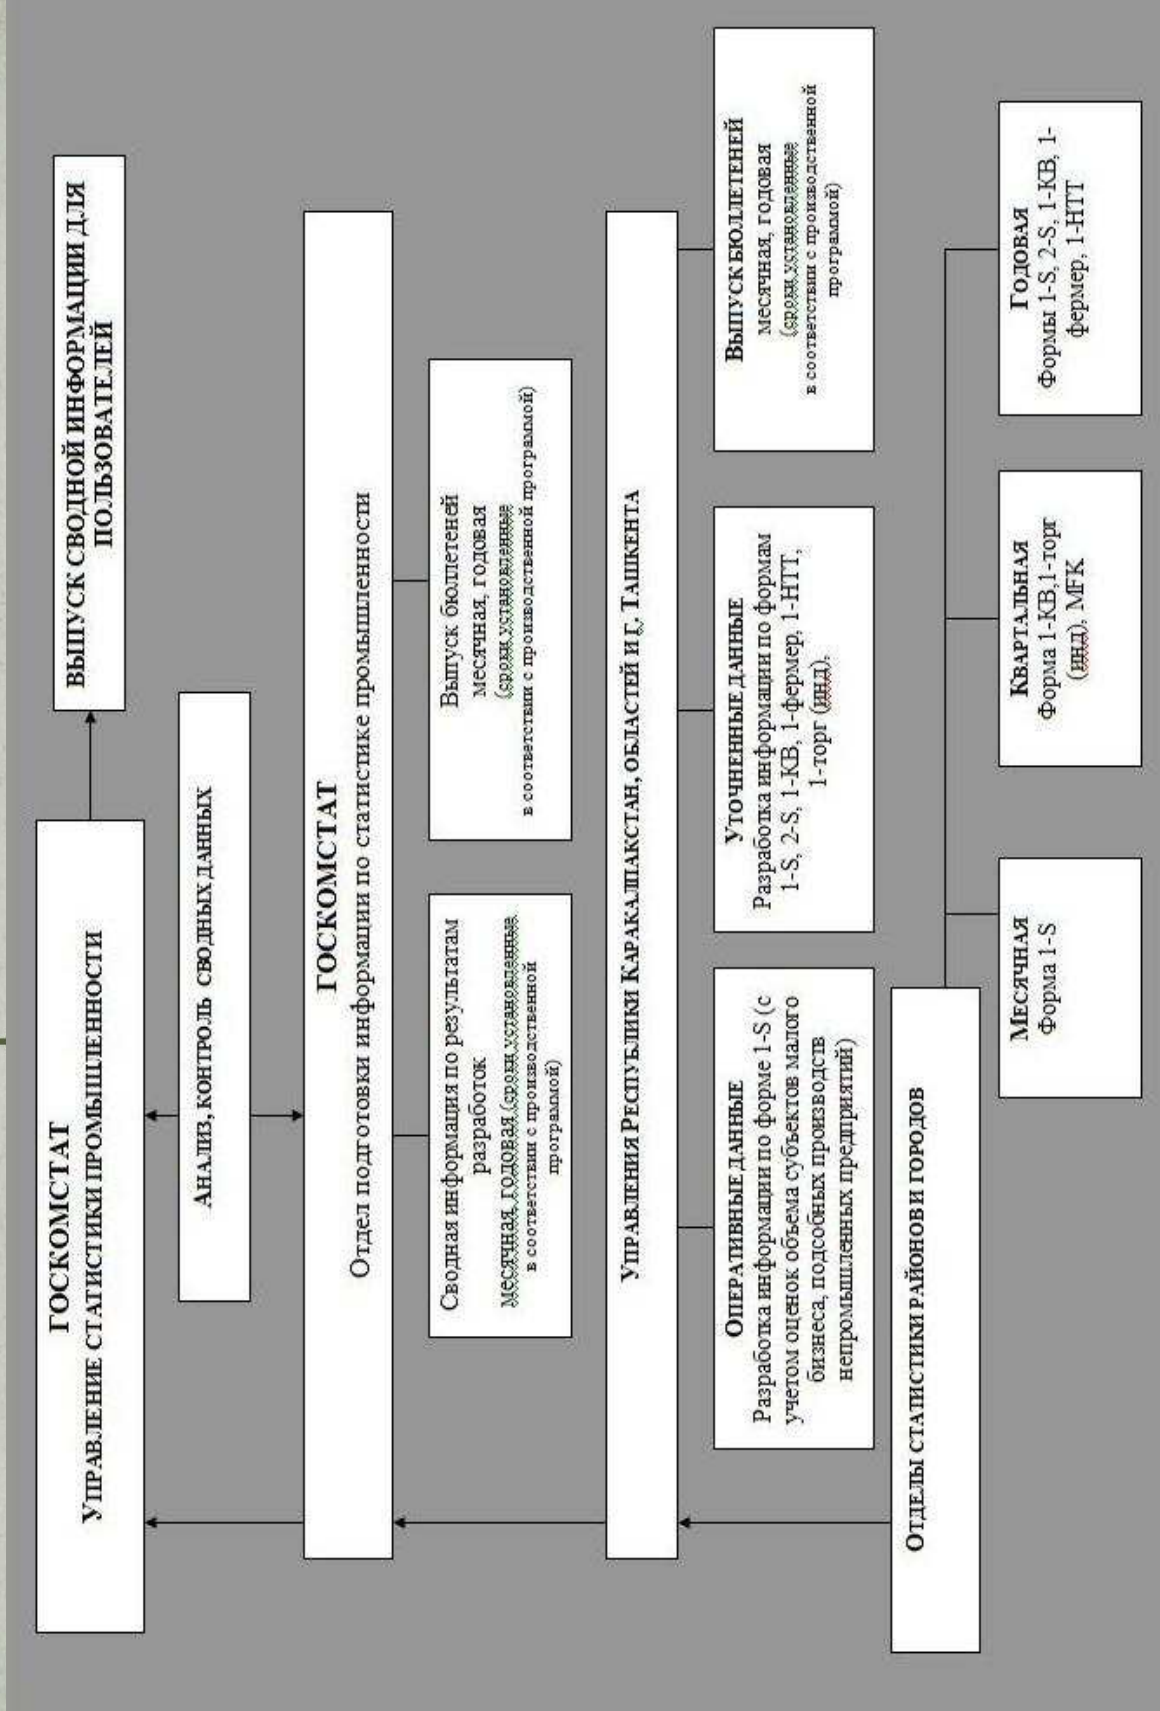 ГОСКОМСТАТ
УПРАВЛЕНИЕ СТАТИСТИКИ ПРОМЫШЛЕННОСТИ
ВЫПУСК СВОДНОЙ ИНФОРМАЦИИ ДЛЯ
ПОЛЬЗОВАТЕЛЕЙ
АНАЛИЗ, КОНТРОЛЬ СВОДНЫХ ДАННЫХ
ГОСКОМСТАТ
Отдел подготовки информации по статистике промышленности
Сводная информация по результатам
разработок
месячная, годовая (сроки установленные
в соответствии с производственной
программой)
Выпуск бюллетеней
месячная, годовая
(сроки установленные
в соответствии с производственной программой)
УПРАВЛЕНИЯ РЕСПУБЛИКИ КАРАКАЛПАКСТАН, ОБЛАСТЕЙ И Г. ТАШКЕНТА
ОПЕРАТИВНЫЕ ДАННЫЕ
Разработка информации по форме 1-S (с
учетом оценок объема субъектов малого
бизнеса, подсобных производств
непромышленных предприятий)
УТОЧНЕННЫЕ ДАННЫЕ
Разработка информации по формам
1-S, 2-S, 1-КВ, 1-фермер, 1-НТТ,
1-торг (инд),
ВЫПУСК БЮЛЛЕТЕНЕЙ
месячная, годовая
(сроки установленные
в соответствии с производственной
программой)
ОТДЕЛЫ СТАТИСТИКИ РАЙОНОВ И ГОРОДОВ
МЕСЯЧНАЯ
Форма 1-S
КВАРТАЛЬНАЯ
Форма 1-КВ,1-торг
(инд), MFK
ГОДОВАЯ
Формы 1-S, 2-S, 1-КВ, 1-
фермер, 1-НТТ